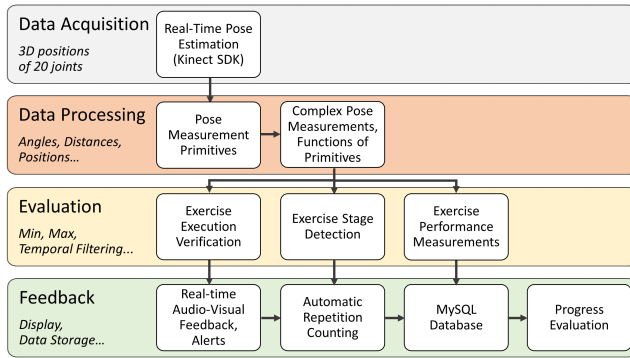 Data Acquisition
3D positions
of 20 joints
Real-Time Pose
Estimation
(Kinect SDK)
Data Processing
Angles, Distances,
Positions...
Pose
Measurement
Primitives
Complex Pose
Measurements,
Functions of
Primitives
Evaluation
Min, Max,
Temporal Filtering...
Exercise
Execution
Verification
Exercise Stage
Detection
Exercise
Performance
Measurements
Feedback
Display,
Data Storage...
Real-time
Audio-Visual
Feedback,
Alerts
Automatic
Repetition
Counting
MySQL
Database
Progress
Evaluation